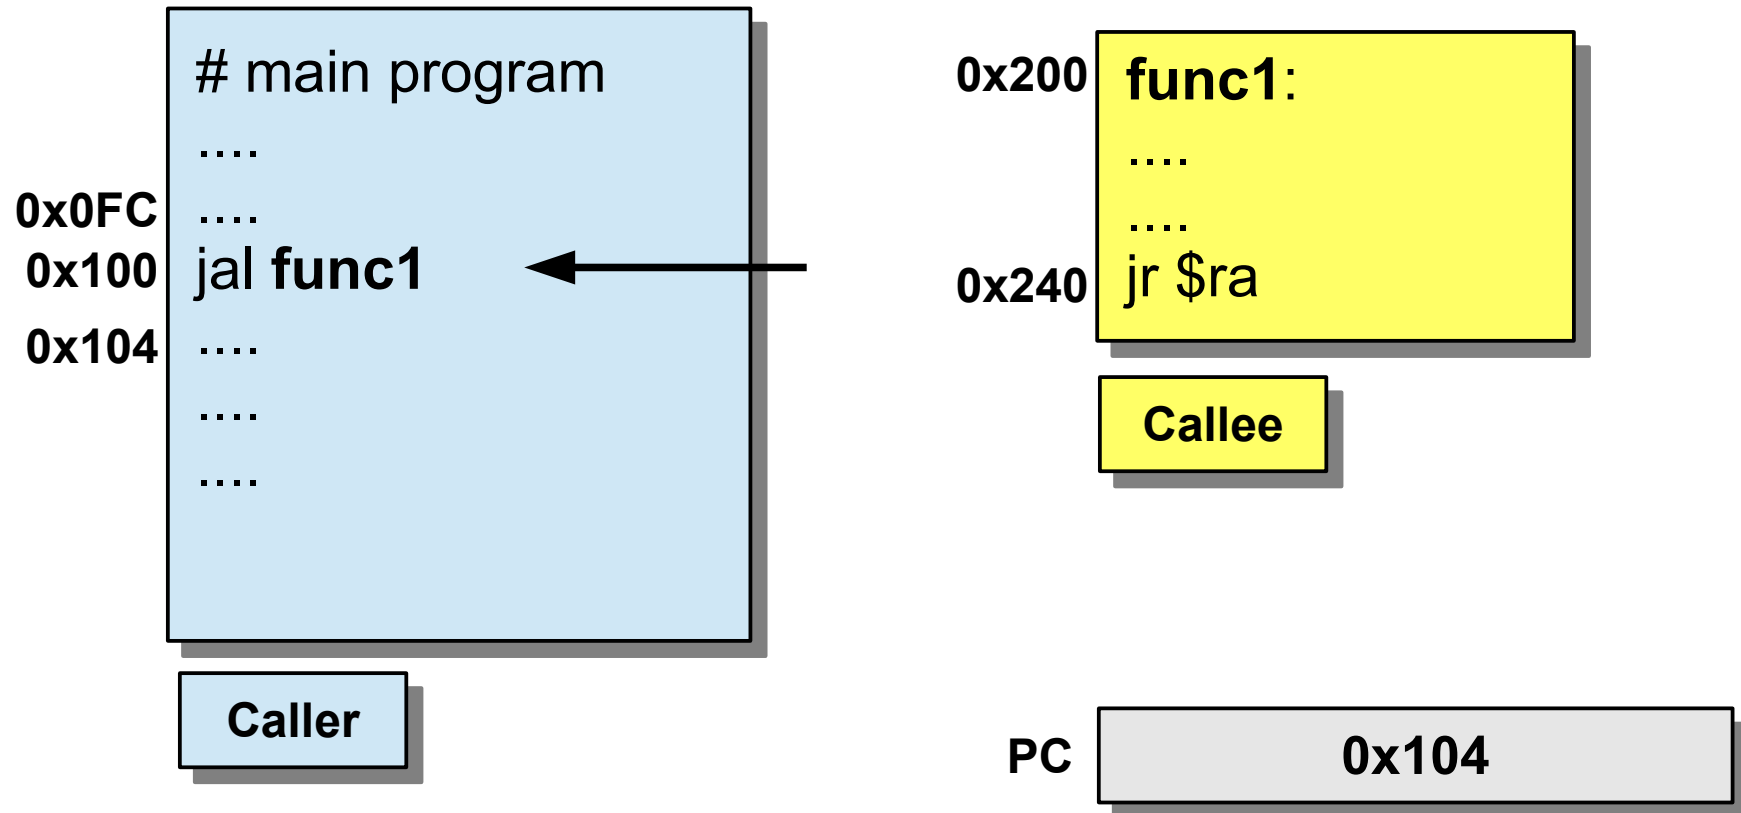 # main program
....
0x0FC ....
0x100 jal func1
0x104 ....
....
....
Caller
0x200 func1:
....
....
0x240 jr $ra
Callee
PC 0x104